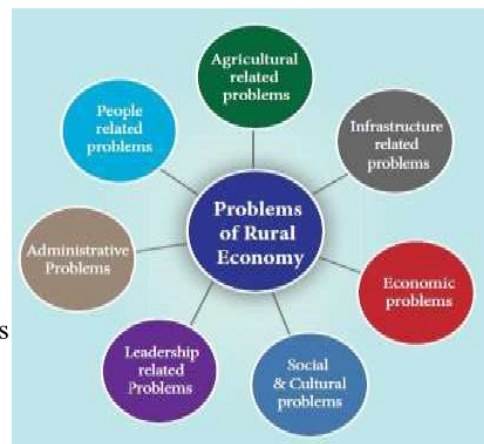 Agricultural
related
problems
People
related
problems
Infrastructure
related
problems
Problems
of Rural
Economy
Administrative
Problems
Economic
problems
Leadership
related
Problems
Social
& Cultural
problems
s